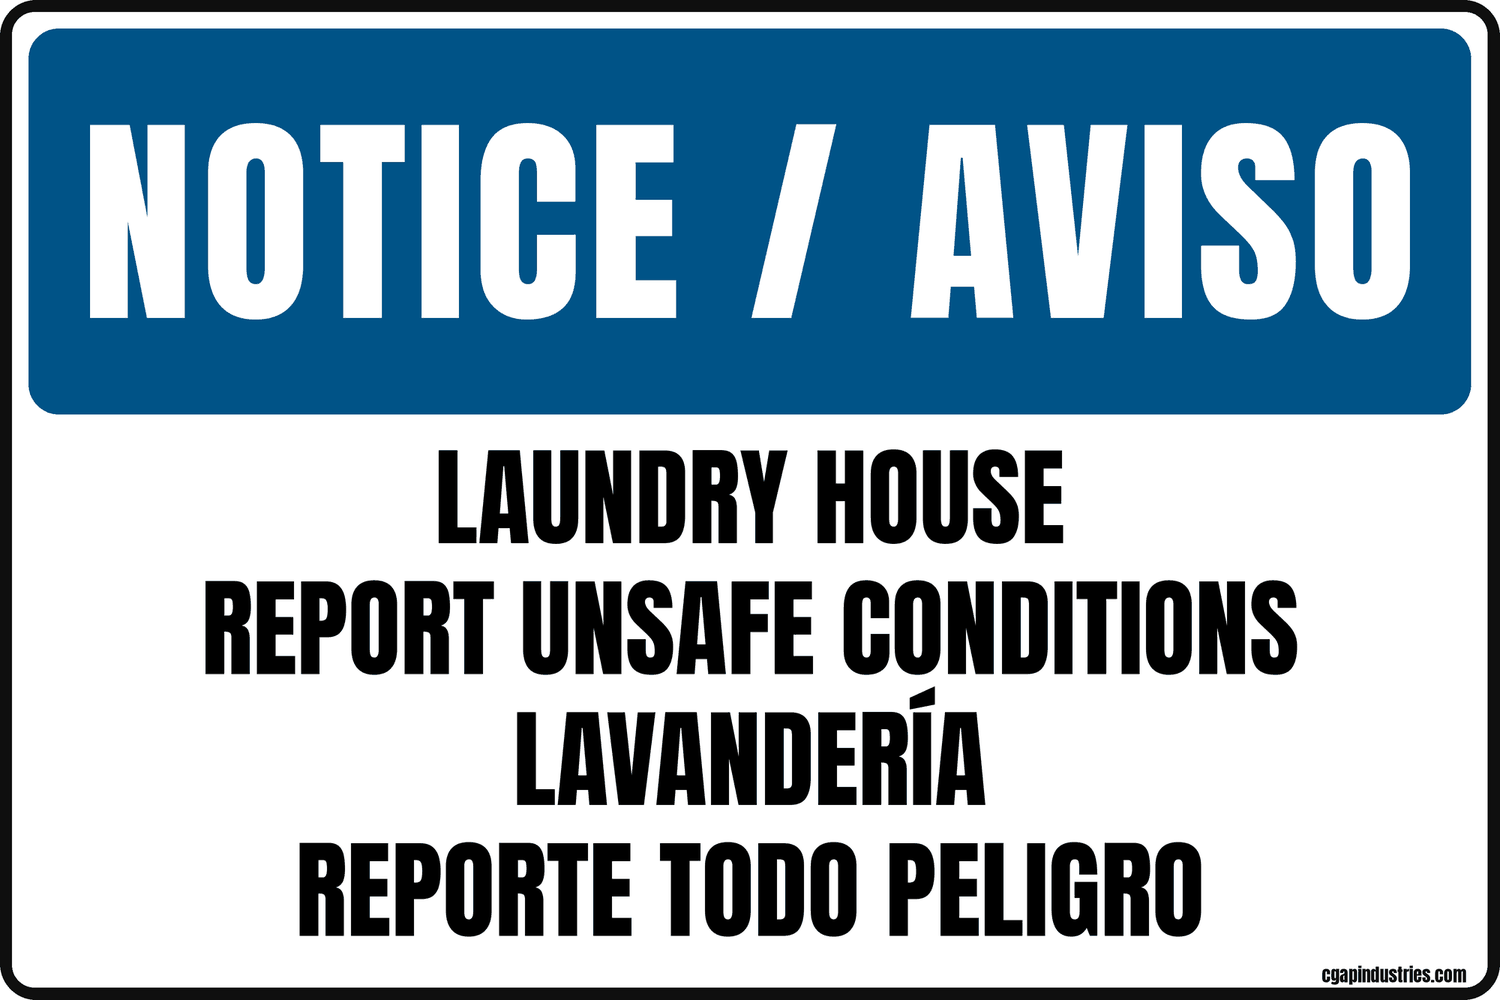 NOTICE / AVISO
LAUNDRY HOUSE
REPORT UNSAFE CONDITIONS
LAVANDERÍA
REPORTE TODO PELIGRO
cgapindustries.com